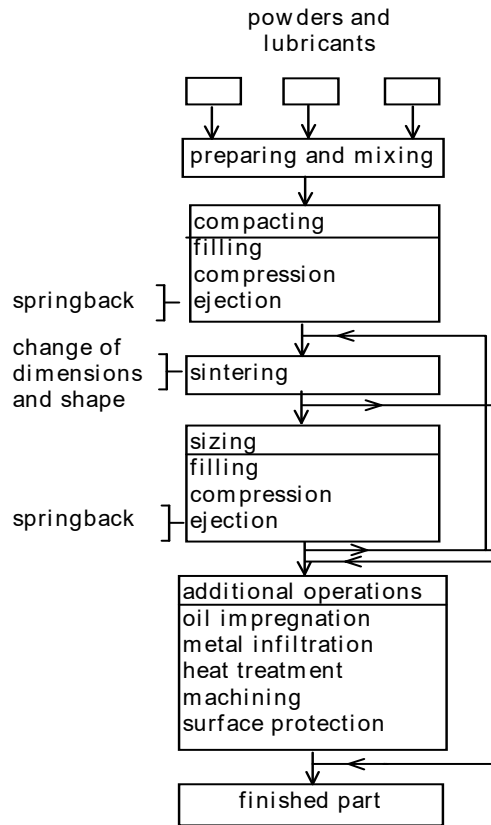 powders and
lubricants
preparing and mixing
compacting
filling
compression
ejection
springback
change of
dimensions
and shape
sintering
sizing
filling
compression
ejection
springback
additional operations
oil impregnation
metal infiltration
heat treatment
machining
surface protection
finished part